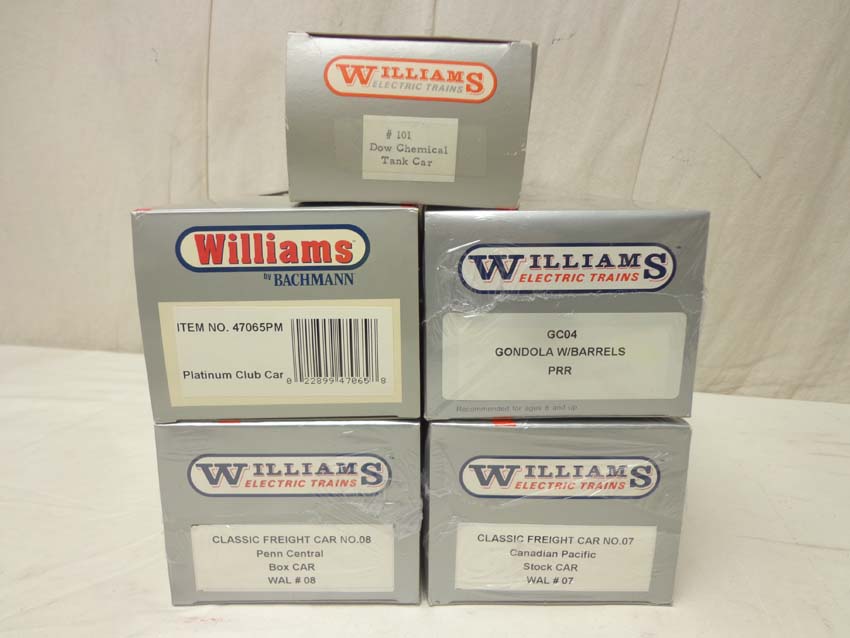 WILLIAMS
ELECTRIC TRAINS
# 101
Dow Chemical
Tank Car
Williams
by BACHMANN
ITEM NO. 47065PM
Platinum Club Car
0 22899 47065 8
WILLIAMS
ELECTRIC TRAINS
GC04
GONDOLA W/BARRELS
PRR
Recommended for ages 6 and up
WILLIAMS
ELECTRIC TRAINS
CLASSIC FREIGHT CAR NO.08
Penn Central
Box CAR
WAL # 08
WILLIAMS
ELECTRIC TRAINS
CLASSIC FREIGHT CAR NO.07
Canadian Pacific
Stock CAR
WAL # 07